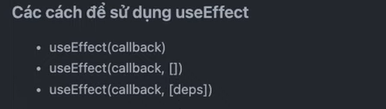 Các cách để sử dụng useEffect
useEffect(callback)
useEffect(callback, [])
useEffect(callback, [deps])